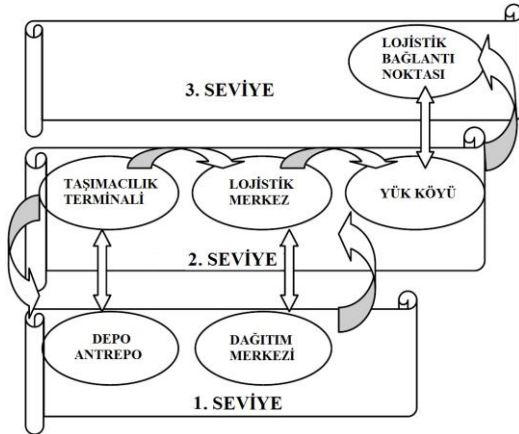 LOJİSTİK
BAĞLANTI
NOKTASI
3. SEVİYE
TAŞIMACILIK
TERMİNALİ
LOJİSTİK
MERKEZ
YÜK KÖYÜ
2. SEVİYE
DEPO
ANTREPO
DAĞITIM
MERKEZİ
1. SEVİYE